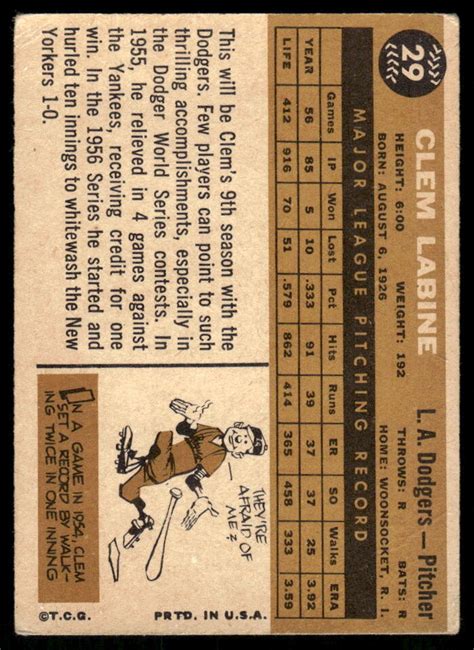 29
CLEM LABINE
L. A. Dodgers — Pitcher
HEIGHT: 6:00 WEIGHT: 192 THROWS: R BATS: R
BORN: AUGUST 6, 1926 HOME: WOONSOCKET, R. I.
MAJOR LEAGUE PITCHING RECORD
Games IP Won Lost Pct Hits Runs ER SO Walks ERA
YEAR 56 85 5 10 .333 91 39 37 37 25 3.92
LIFE 412 916 70 51 .579 862 414 365 458 333 3.59
This will be Clem's 9th season with the
Dodgers. Few players can point to such
thrilling accomplishments, especially in
the Dodger World Series contests. In
1955, he relieved in 4 games against
the Yankees, receiving credit for one
win. In the 1956 Series he started and
hurled ten innings to whitewash the New
Yorkers 1-0.
THEY'RE
AFRAID OF
ME?
IN A GAME IN 1954, CLEM
SET A RECORD BY WALK-
ING TWICE IN ONE INNING
©T.C.G. PRTD. IN U.S.A.